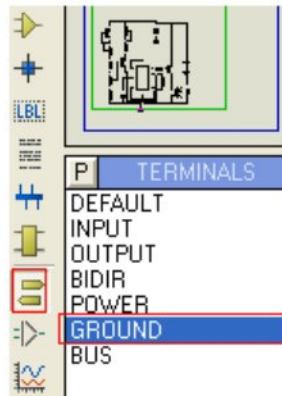 LBL
P TERMINALS
DEFAULT
INPUT
OUTPUT
BIDIR
POWER
GROUND
BUS